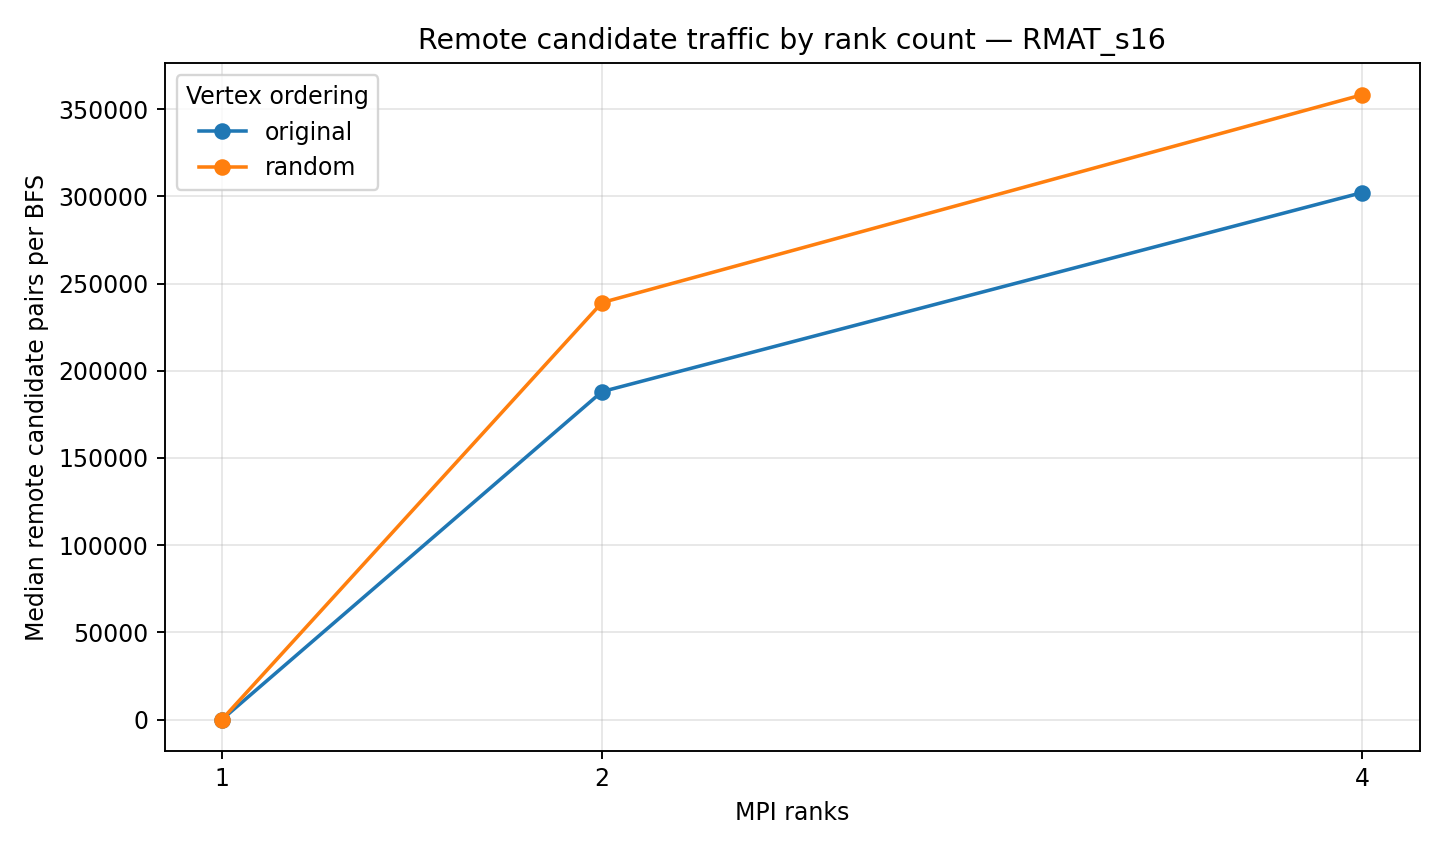 Remote candidate traffic by rank count — RMAT_s16
Vertex ordering
original
random
Median remote candidate pairs per BFS
350000
300000
250000
200000
150000
100000
50000
0
1 2 4
MPI ranks